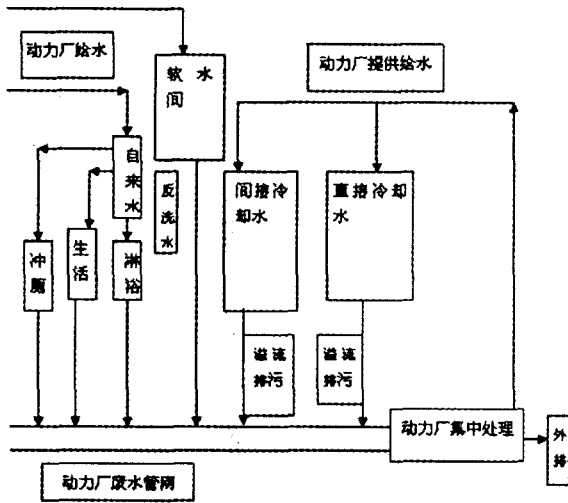 动力厂给水
软水
间
动力厂提供给水
自
来
水
反
洗
水
间接冷
却水
直接冷却
水
冲
厕
生
活
淋
浴
溢流
排污
溢流
排污
动力厂集中处理
外
排
动力厂废水管网